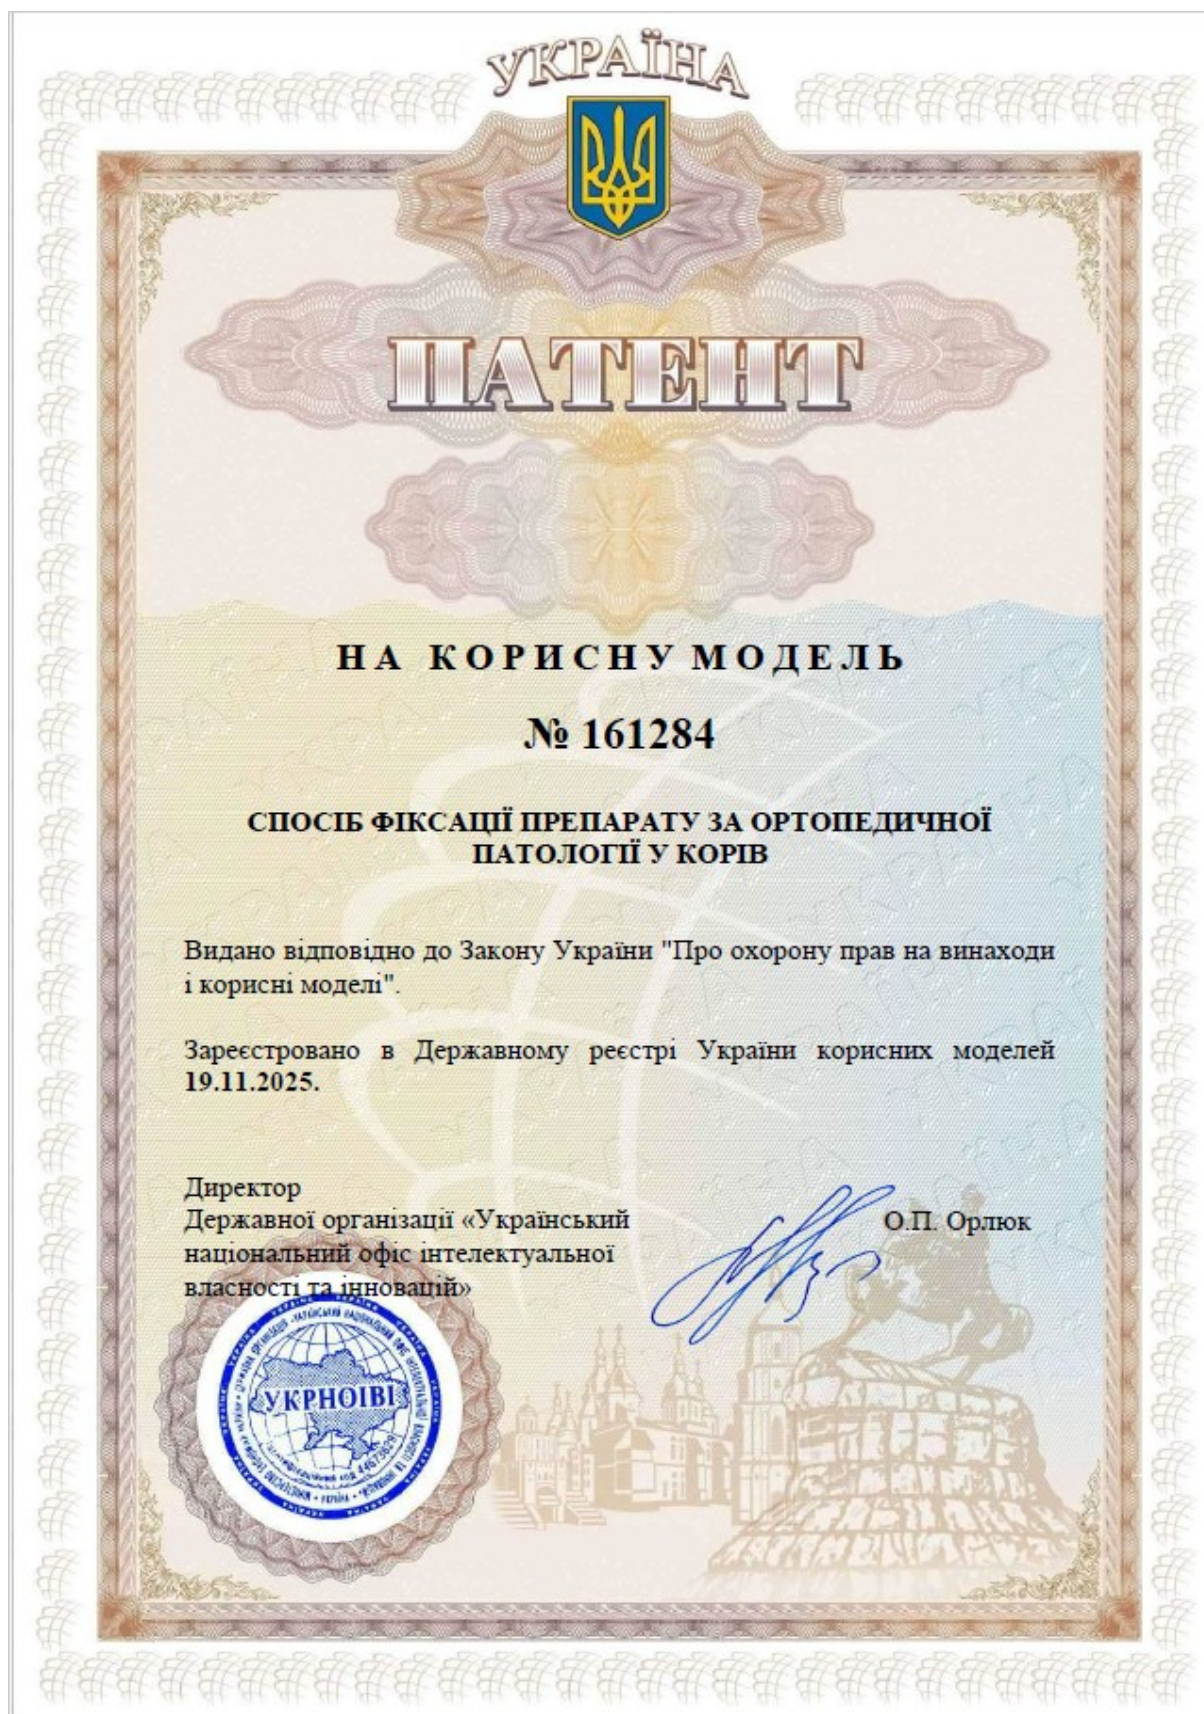 УКРАЇНА
ПАТЕНТ
НА КОРИСНУ МОДЕЛЬ
№ 161284
СПОСІБ ФІКСАЦІЇ ПРЕПАРАТУ ЗА ОРТОПЕДИЧНОЇ
ПАТОЛОГІЇ У КОРІВ
Видано відповідно до Закону України "Про охорону прав на винаходи
і корисні моделі".
Зареєстровано в Державному реєстрі України корисних моделей
19.11.2025.
Директор
Державної організації «Український
національний офіс інтелектуальної
власності та інновацій»
О.П. Орлюк
УКРНОІВІ